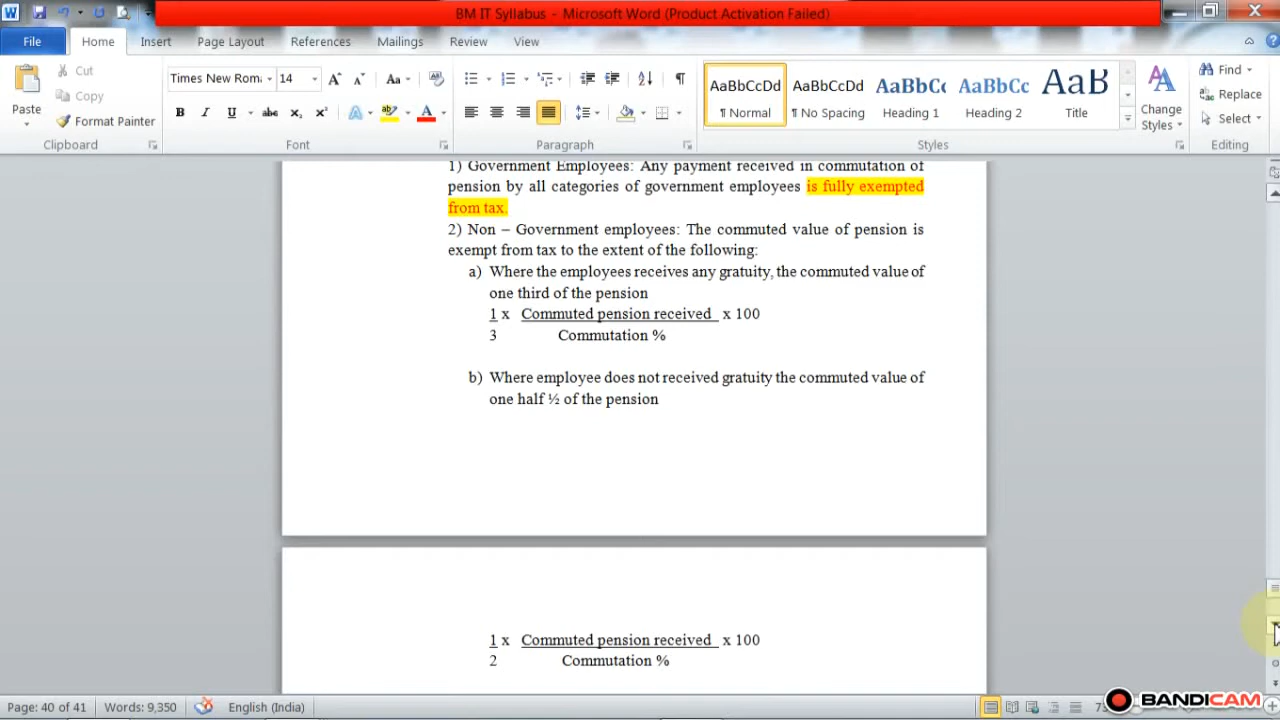 BM IT Syllabus - Microsoft Word (Product Activation Failed)
File Home Insert Page Layout References Mailings Review View
Paste
Cut
Copy
Format Painter
Clipboard
Times New Roma 14
Font
Paragraph
AaBbCcDd AaBbCcDd AaBbCc AaBbCc AaB
¶ Normal ¶ No Spacing Heading 1 Heading 2 Title
Change Styles
Styles
Find
Replace
Select
Editing
1) Government Employees: Any payment received in commutation of
pension by all categories of government employees is fully exempted
from tax.
2) Non – Government employees: The commuted value of pension is
exempt from tax to the extent of the following:
a) Where the employees receives any gratuity, the commuted value of
one third of the pension
1 x Commuted pension received x 100
3 Commutation %
b) Where employee does not received gratuity the commuted value of
one half ½ of the pension
1 x Commuted pension received x 100
2 Commutation %
Page: 40 of 41 Words: 9,350 English (Ind
BANDICAM